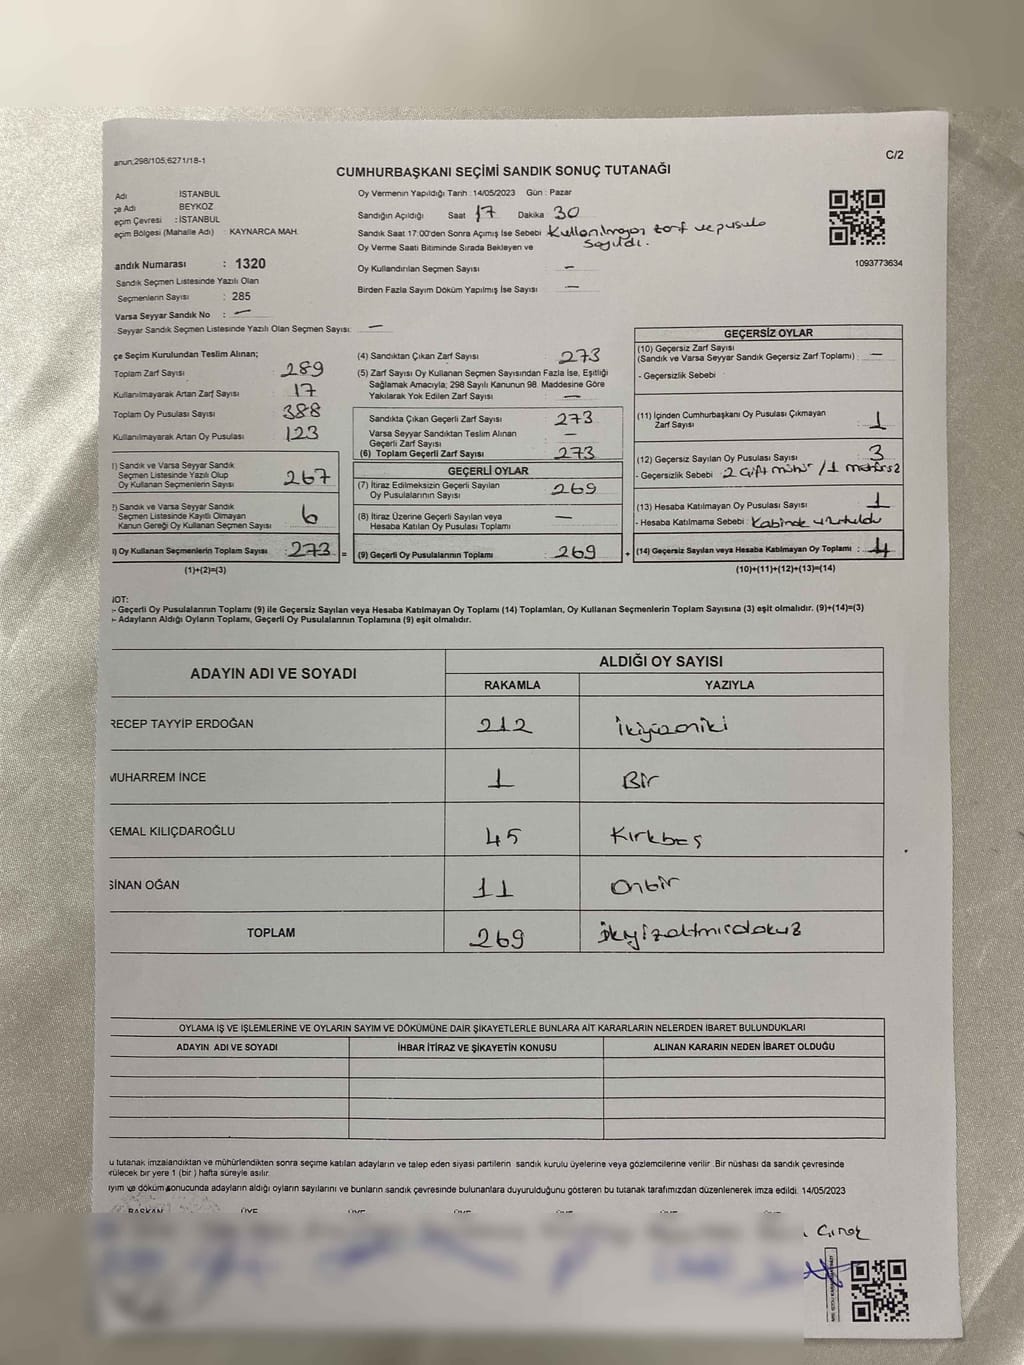 anun;298/105;6271/18-1
C/2
CUMHURBAŞKANI SEÇİMİ SANDIK SONUÇ TUTANAĞI
Adı : İSTANBUL
çe Adı BEYKOZ
eçim Çevresi : İSTANBUL
eçim Bölgesi (Mahalle Adı) : KAYNARCA MAH.
andık Numarası : 1320
Sandık Seçmen Listesinde Yazılı Olan
Seçmenlerin Sayısı : 285
Varsa Seyyar Sandık No : —
Seyyar Sandık Seçmen Listesinde Yazılı Olan Seçmen Sayısı: —
Oy Vermenin Yapıldığı Tarih : 14/05/2023 Gün : Pazar
Sandığın Açıldığı Saat 17 Dakika 30
Sandık Saat 17:00'den Sonra Açımış İse Sebebi Kullanılmayan zarf ve pusula
sayıldı.
Oy Verme Saati Bitiminde Sırada Bekleyen ve
Oy Kullandırılan Seçmen Sayısı —
Birden Fazla Sayım Döküm Yapılmış İse Sayısı —
1093773634
çe Seçim Kurulundan Teslim Alınan;
Toplam Zarf Sayısı : 289
Kullanılmayarak Artan Zarf Sayısı : 17
Toplam Oy Pusulası Sayısı : 388
Kullanılmayarak Artan Oy Pusulası : 123
1) Sandık ve Varsa Seyyar Sandık
Seçmen Listesinde Yazılı Olup
Oy Kullanan Seçmenlerin Sayısı : 267
2) Sandık ve Varsa Seyyar Sandık
Seçmen Listesinde Kayıtlı Olmayan
Kanun Gereği Oy Kullanan Seçmen Sayısı : 6
) Oy Kullanan Seçmenlerin Toplam Sayısı : 273 =
(1)+(2)=(3)
(4) Sandıktan Çıkan Zarf Sayısı 273
(5) Zarf Sayısı Oy Kullanan Seçmen Sayısından Fazla İse, Eşitliği
Sağlamak Amacıyla; 298 Sayılı Kanunun 98. Maddesine Göre
Yakılarak Yok Edilen Zarf Sayısı —
Sandıkta Çıkan Geçerli Zarf Sayısı 273
Varsa Seyyar Sandıktan Teslim Alınan
Geçerli Zarf Sayısı —
(6) Toplam Geçerli Zarf Sayısı 273
GEÇERLİ OYLAR
(7) İtiraz Edilmeksizin Geçerli Sayılan
Oy Pusulalarının Sayısı 269
(8) İtiraz Üzerine Geçerli Sayılan veya
Hesaba Katılan Oy Pusulası Toplamı —
(9) Geçerli Oy Pusulalarının Toplamı 269 +
GEÇERSİZ OYLAR
(10) Geçersiz Zarf Sayısı
(Sandık ve Varsa Seyyar Sandık Geçersiz Zarf Toplamı) : —
- Geçersizlik Sebebi
(11) İçinden Cumhurbaşkanı Oy Pusulası Çıkmayan
Zarf Sayısı 1
(12) Geçersiz Sayılan Oy Pusulası Sayısı 3
- Geçersizlik Sebebi : 2 çift mühür / 1 mühürsüz
(13) Hesaba Katılmayan Oy Pusulası Sayısı 1
- Hesaba Katılmama Sebebi : Kabinde unutuldu
(14) Geçersiz Sayılan veya Hesaba Katılmayan Oy Toplamı : 4
(10)+(11)+(12)+(13)=(14)
NOT:
- Geçerli Oy Pusulalarının Toplamı (9) ile Geçersiz Sayılan veya Hesaba Katılmayan Oy Toplamı (14) Toplamları, Oy Kullanan Seçmenlerin Toplam Sayısına (3) eşit olmalıdır. (9)+(14)=(3)
- Adayların Aldığı Oyların Toplamı, Geçerli Oy Pusulalarının Toplamına (9) eşit olmalıdır.
ADAYIN ADI VE SOYADI ALDIĞI OY SAYISI
RAKAMLA YAZIYLA
RECEP TAYYİP ERDOĞAN 212 ikiyüzoniki
MUHARREM İNCE 1 Bir
KEMAL KILIÇDAROĞLU 45 Kırkbeş
SİNAN OĞAN 11 Onbir
TOPLAM 269 ikiyizaltmışdokuz
OYLAMA İŞ VE İŞLEMLERİNE VE OYLARIN SAYIM VE DÖKÜMÜNE DAİR ŞİKAYETLERLE BUNLARA AİT KARARLARIN NELERDEN İBARET BULUNDUKLARI
ADAYIN ADI VE SOYADI İHBAR İTİRAZ VE ŞİKAYETİN KONUSU ALINAN KARARIN NEDEN İBARET OLDUĞU
u tutanak imzalandıktan ve mühürlendikten sonra seçime katılan adayların ve talep eden siyasi partilerin sandık kurulu üyelerine veya gözlemcilerine verilir. Bir nüshası da sandık çevresinde
rülecek bir yere 1 (bir) hafta süreyle asılır.
ayım ve döküm sonucunda adayların aldığı oyların sayılarını ve bunların sandık çevresinde bulunanlara duyurulduğunu gösteren bu tutanak tarafımızdan düzenlenerek imza edildi. 14/05/2023
BAŞKAN ÜYE ÜYE ÜYE ÜYE ÜYE ÜYE